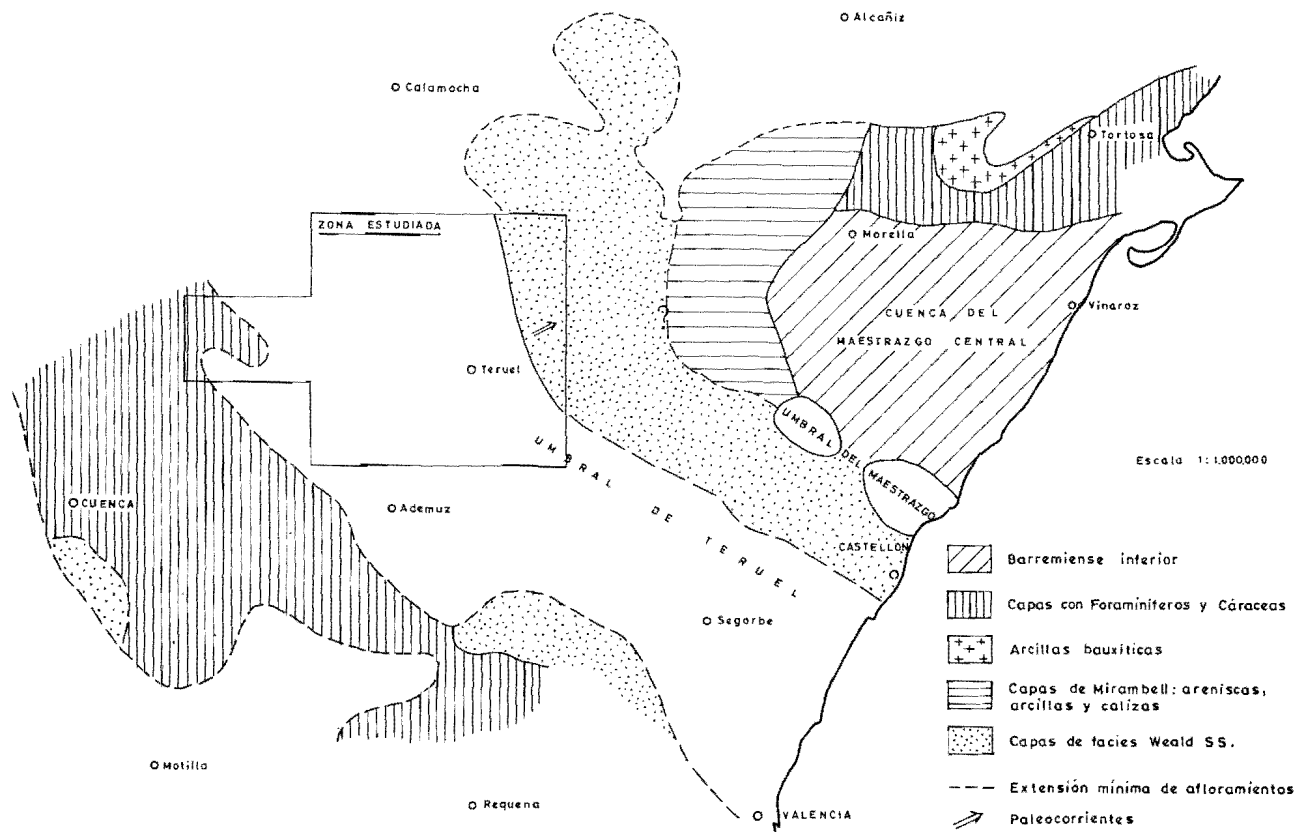 Alcañiz
Calamocha
Tortosa
ZONA ESTUDIADA
Morella
CUENCA DEL
MAESTRAZGO CENTRAL
Vinaroz
Teruel
UMBRAL DEL MAESTRAZGO
UMBRAL DE TERUEL
Escala 1:1,000,000
CUENCA
Ademuz
CASTELLON
Segorbe
Motilla
Requena
VALENCIA
Barremiense inferior
Capas con Foraminíferos y Cáraceas
Arcillas bauxíticas
Capas de Mirambell: areniscas,
arcillas y calizas
Capas de facies Weald SS.
Extensión mínima de afloramientos
Paleocorrientes
?